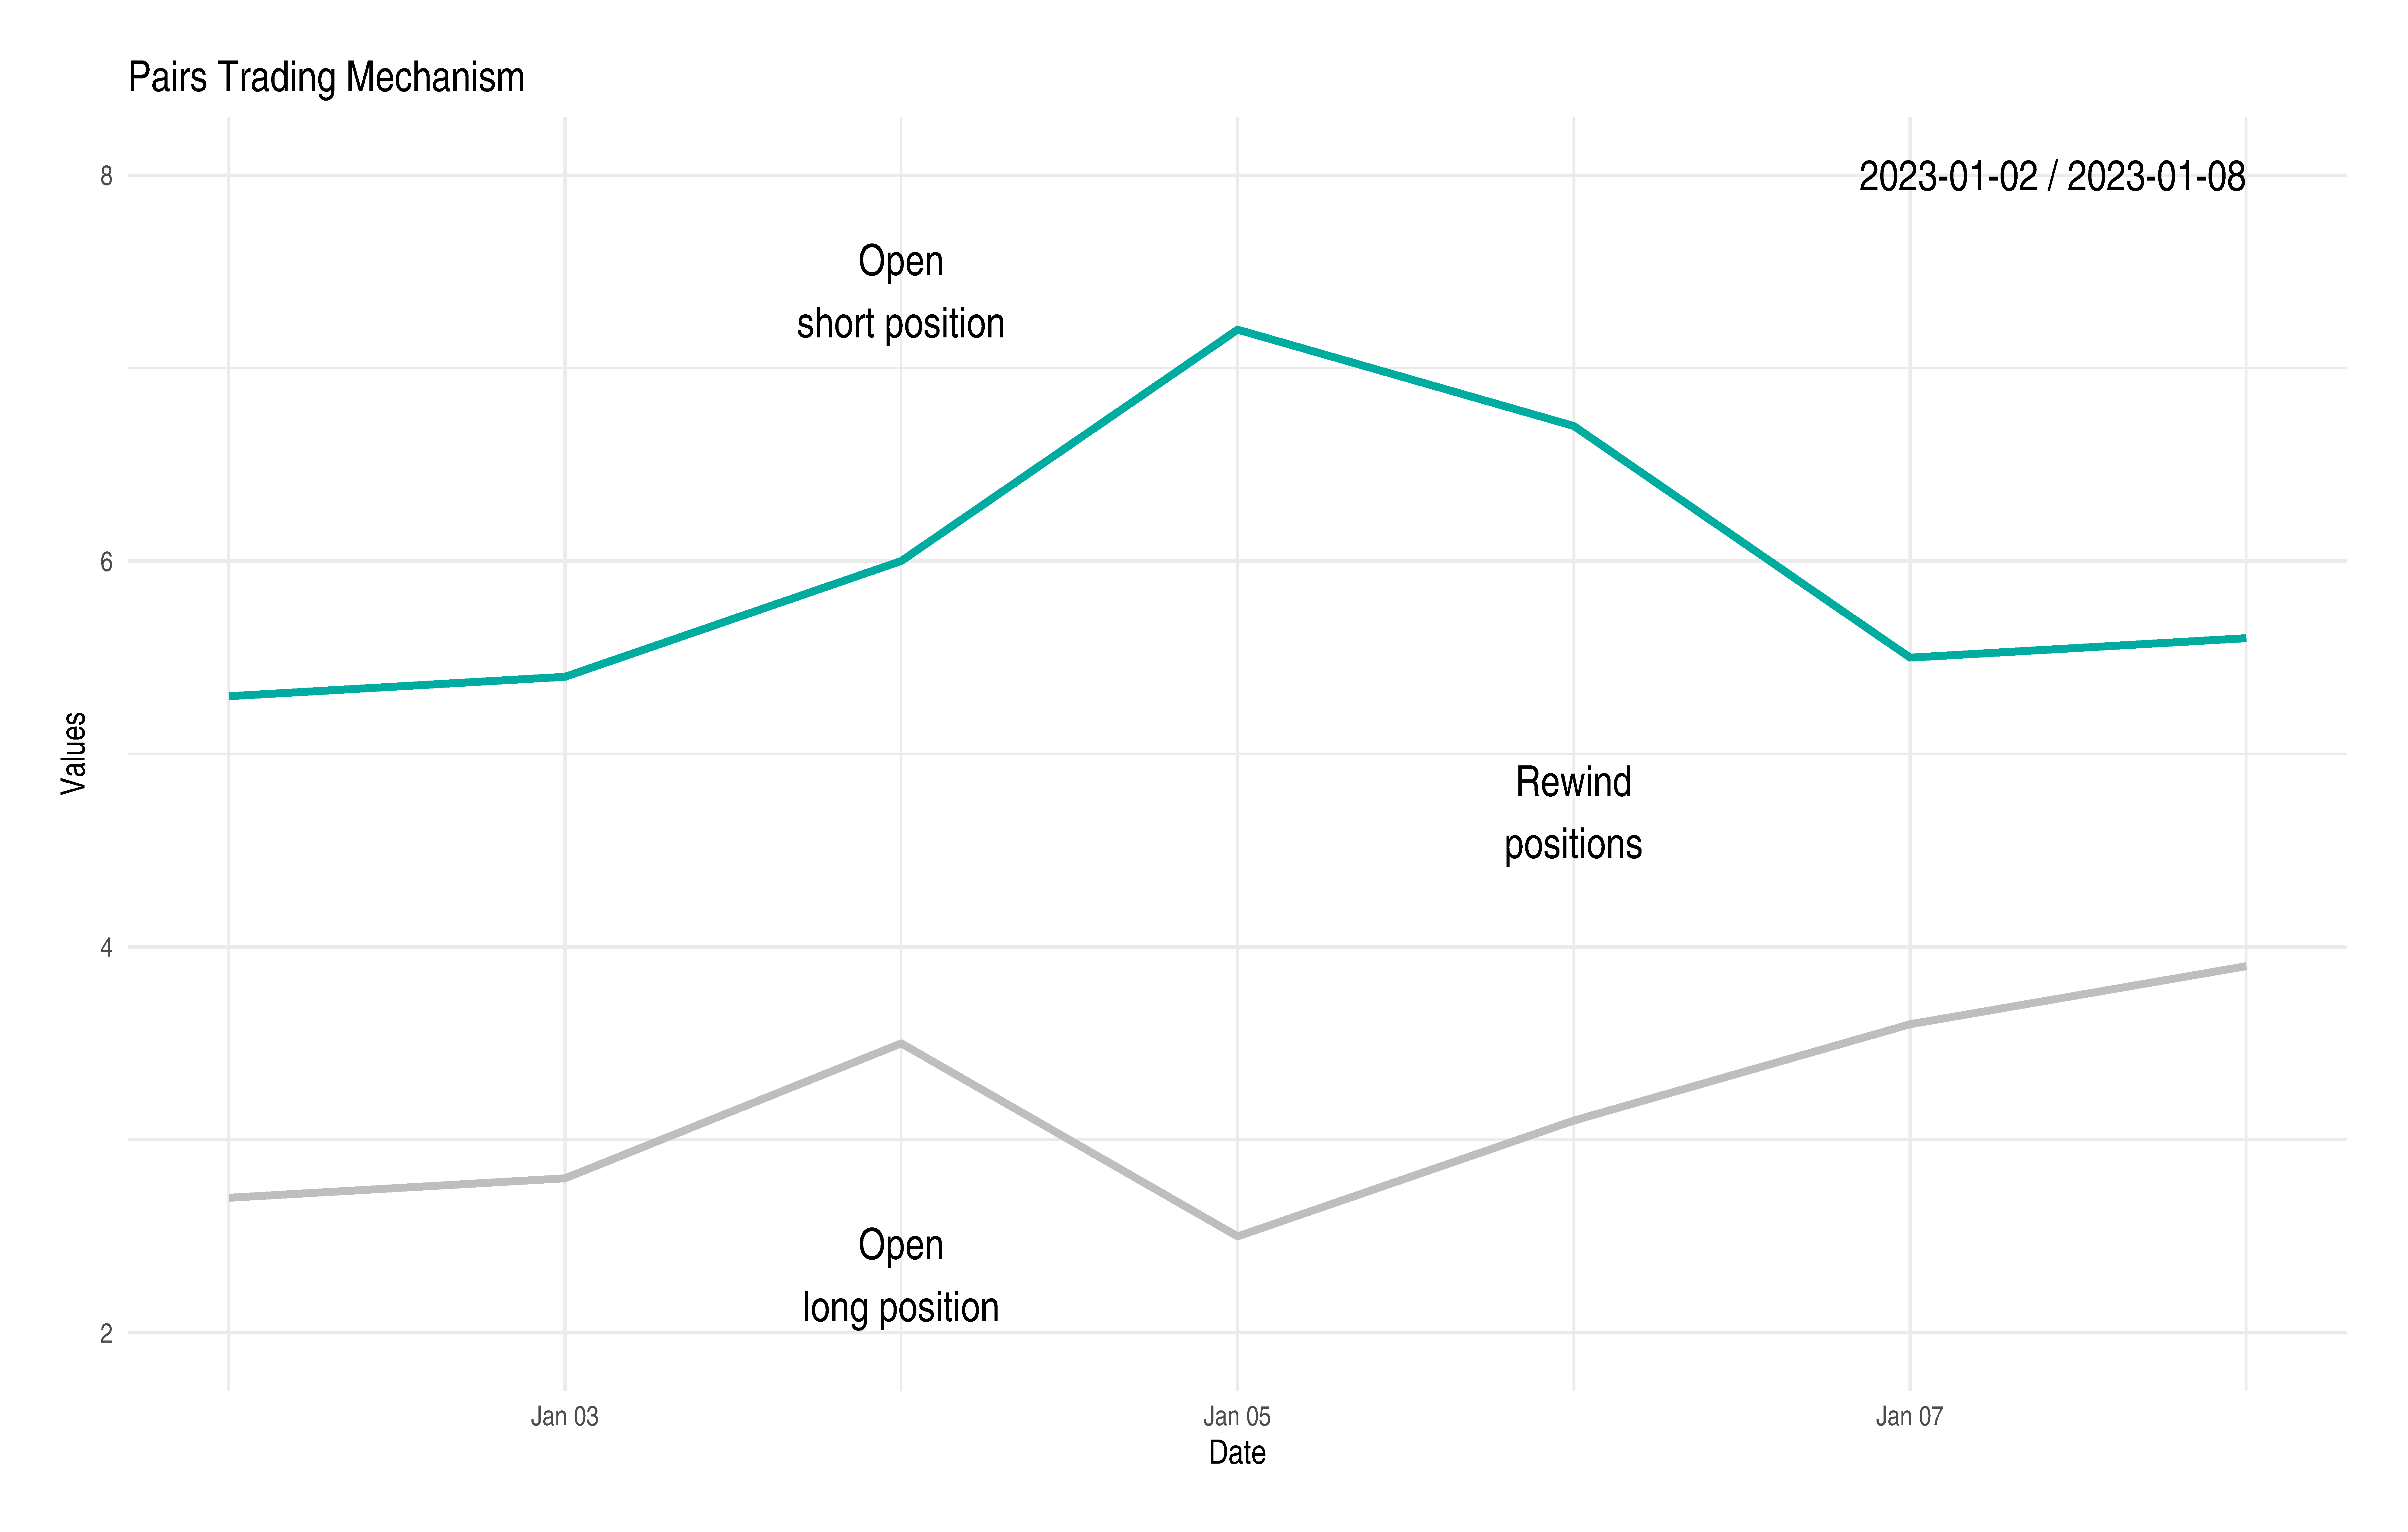 Pairs Trading Mechanism
8
2023-01-02 / 2023-01-08
Open
short position
6
Values
Rewind
positions
4
Open
long position
2
Jan 03
Jan 05
Jan 07
Date